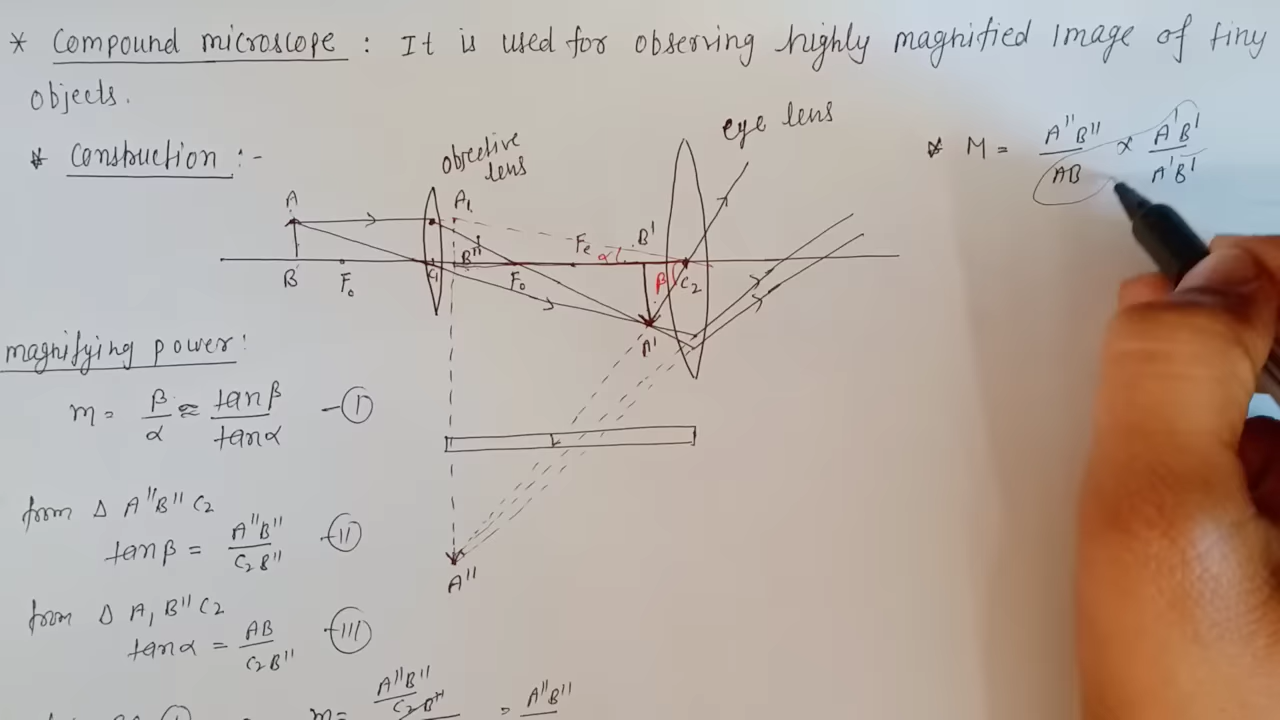 * Compound microscope : It is used for observing highly magnified image of tiny
objects.
* Construction :-
objective
lens
eye lens
* M = A''B''/AB × A'B'/A'B'
A
A₁
B
F₀
C₁
B''
F₀
Fe
α
B'
β
C₂
A'
A''
magnifying power:
m = β/α ≈ tanβ/tanα -(I)
from Δ A''B''C₂
tanβ = A''B''/C₂B'' -(II)
from Δ A₁B''C₂
tanα = AB/C₂B'' -(III)
m = A''B''/C₂B'' = A''B''